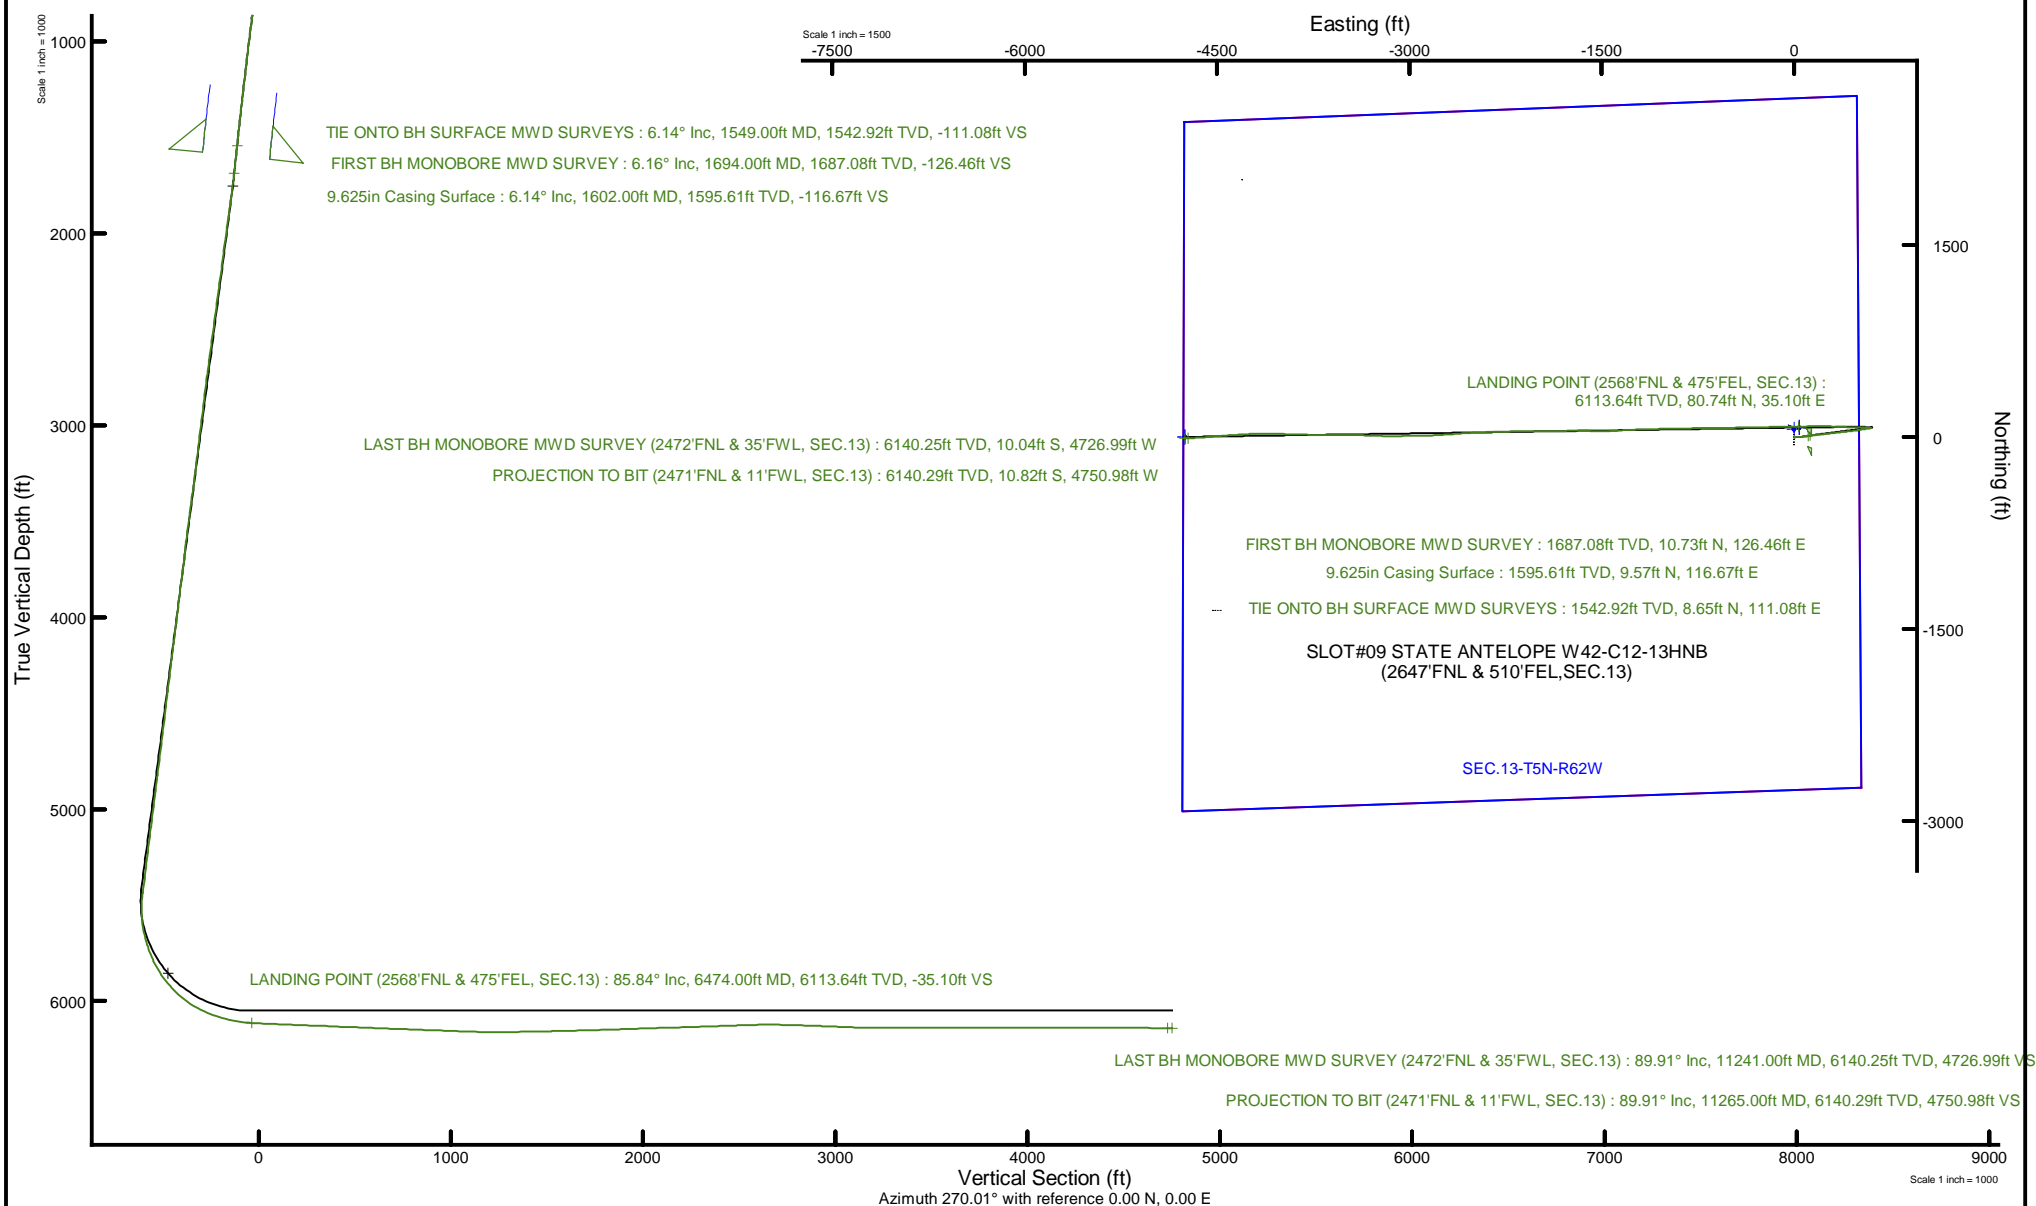 Scale 1 inch = 1000
True Vertical Depth (ft)
1000
2000
3000
4000
5000
6000
TIE ONTO BH SURFACE MWD SURVEYS : 6.14° Inc, 1549.00ft MD, 1542.92ft TVD, -111.08ft VS
FIRST BH MONOBORE MWD SURVEY : 6.16° Inc, 1694.00ft MD, 1687.08ft TVD, -126.46ft VS
9.625in Casing Surface : 6.14° Inc, 1602.00ft MD, 1595.61ft TVD, -116.67ft VS
Easting (ft)
Scale 1 inch = 1500
-7500
-6000
-4500
-3000
-1500
0
1500
0
-1500
-3000
Northing (ft)
LANDING POINT (2568'FNL & 475'FEL, SEC.13) :
6113.64ft TVD, 80.74ft N, 35.10ft E
LAST BH MONOBORE MWD SURVEY (2472'FNL & 35'FWL, SEC.13) : 6140.25ft TVD, 10.04ft S, 4726.99ft W
PROJECTION TO BIT (2471'FNL & 11'FWL, SEC.13) : 6140.29ft TVD, 10.82ft S, 4750.98ft W
FIRST BH MONOBORE MWD SURVEY : 1687.08ft TVD, 10.73ft N, 126.46ft E
9.625in Casing Surface : 1595.61ft TVD, 9.57ft N, 116.67ft E
TIE ONTO BH SURFACE MWD SURVEYS : 1542.92ft TVD, 8.65ft N, 111.08ft E
SLOT#09 STATE ANTELOPE W42-C12-13HNB
(2647'FNL & 510'FEL,SEC.13)
SEC.13-T5N-R62W
LANDING POINT (2568'FNL & 475'FEL, SEC.13) : 85.84° Inc, 6474.00ft MD, 6113.64ft TVD, -35.10ft VS
LAST BH MONOBORE MWD SURVEY (2472'FNL & 35'FWL, SEC.13) : 89.91° Inc, 11241.00ft MD, 6140.25ft TVD, 4726.99ft VS
PROJECTION TO BIT (2471'FNL & 11'FWL, SEC.13) : 89.91° Inc, 11265.00ft MD, 6140.29ft TVD, 4750.98ft VS
0
1000
2000
3000
4000
5000
6000
7000
8000
9000
Vertical Section (ft)
Azimuth 270.01° with reference 0.00 N, 0.00 E
Scale 1 inch = 1000